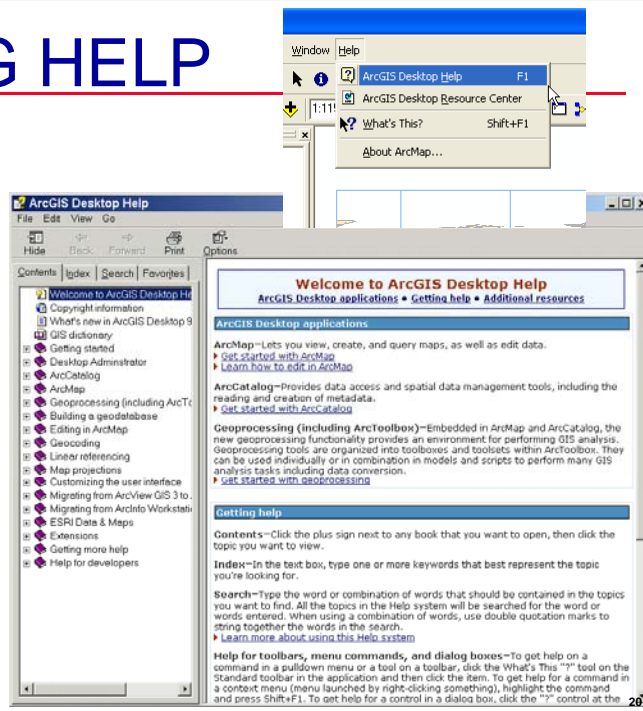 G HELP
Window Help
ArcGIS Desktop Help F1
ArcGIS Desktop Resource Center
What's This? Shift+F1
About ArcMap...
1:11
ArcGIS Desktop Help
File Edit View Go
Hide Back Forward Print Options
Contents Index Search Favorites
Welcome to ArcGIS Desktop He
Copyright information
What's new in ArcGIS Desktop 9
GIS dictionary
Getting started
Desktop Adminstrator
ArcCatalog
ArcMap
Geoprocessing (including ArcTo
Building a geodatabase
Editing in ArcMap
Geocoding
Linear referencing
Map projections
Customizing the user interface
Migrating from ArcView GIS 3 to
Migrating from ArcInfo Workstati
ESRI Data & Maps
Extensions
Getting more help
Help for developers
Welcome to ArcGIS Desktop Help
ArcGIS Desktop applications • Getting help • Additional resources
ArcGIS Desktop applications
ArcMap–Lets you view, create, and query maps, as well as edit data.
Get started with ArcMap
Learn how to edit in ArcMap
ArcCatalog–Provides data access and spatial data management tools, including the
reading and creation of metadata.
Get started with ArcCatalog
Geoprocessing (including ArcToolbox)–Embedded in ArcMap and ArcCatalog, the
new geoprocessing functionality provides an environment for performing GIS analysis.
Geoprocessing tools are organized into toolboxes and toolsets within ArcToolbox. They
can be used individually or in combination in models and scripts to perform many GIS
analysis tasks including data conversion.
Get started with geoprocessing
Getting help
Contents–Click the plus sign next to any book that you want to open, then click the
topic you want to view.
Index–In the text box, type one or more keywords that best represent the topic
you're looking for.
Search–Type the word or combination of words that should be contained in the topics
you want to find. All the topics in the Help system will be searched for the word or
words entered. When using a combination of words, use double quotation marks to
string together the words in the search.
Learn more about using this Help system
Help for toolbars, menu commands, and dialog boxes–To get help on a
command in a pulldown menu or a tool on a toolbar, click the What's This "?" tool on the
Standard toolbar in the application and then click the item. To get help for a command in
a context menu (menu launched by right-clicking something), highlight the command
and press Shift+F1. To get help for a control in a dialog box, click the "?" control at the
20